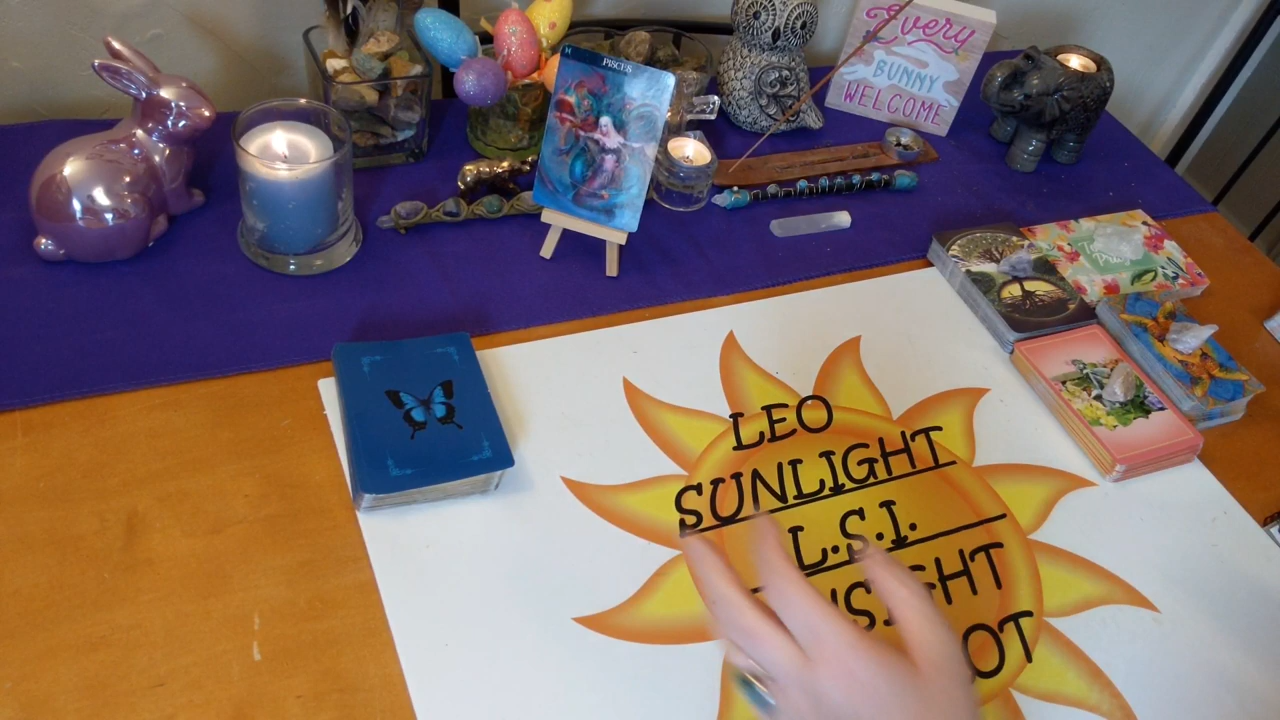 PISCES
Every
BUNNY
WELCOME
LEO
SUNLIGHT
L.S.I.